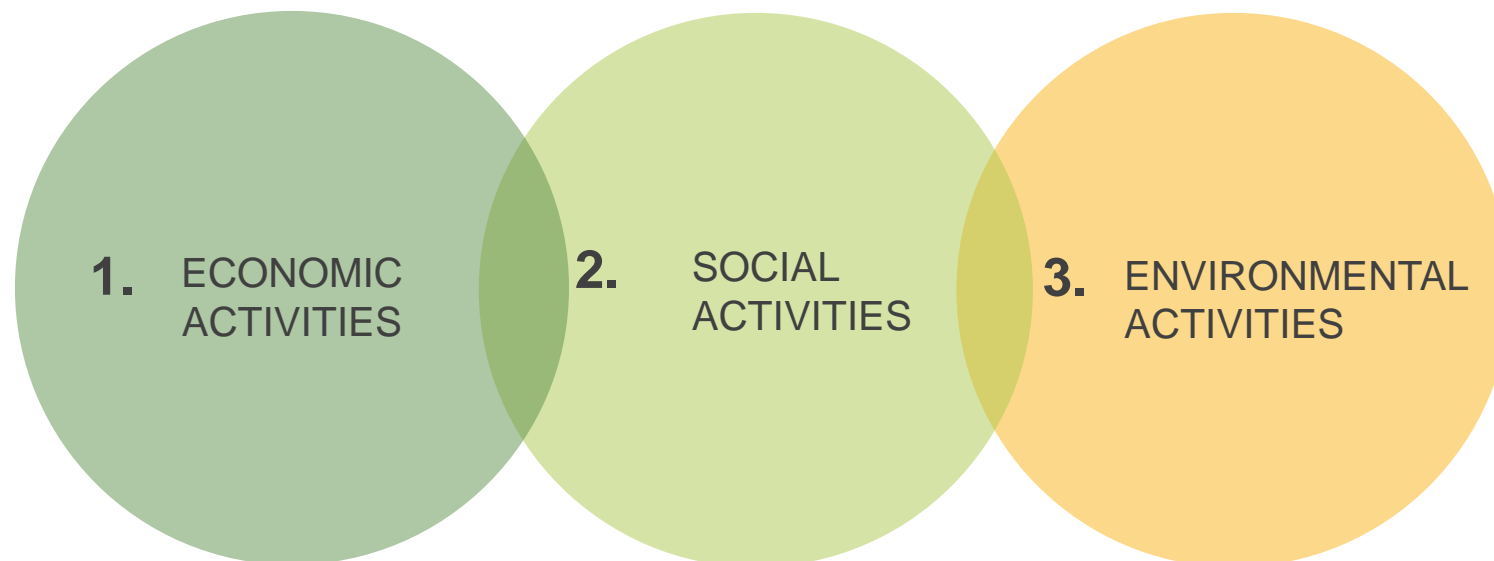 1. ECONOMIC
ACTIVITIES
2. SOCIAL
ACTIVITIES
3. ENVIRONMENTAL
ACTIVITIES